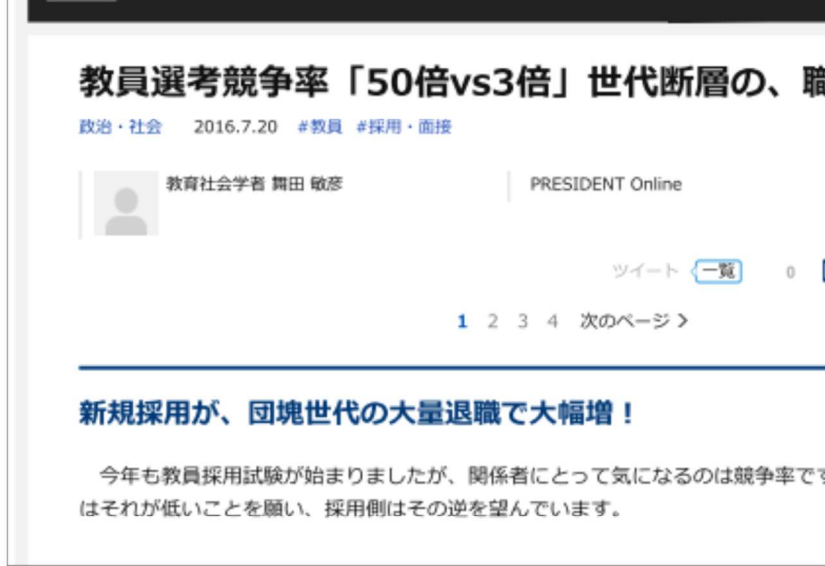 教員選考競争率「50倍vs3倍」世代断層の、職
政治・社会 2016.7.20 #教員 #採用・面接
教育社会学者 舞田 敏彦 PRESIDENT Online
ツイート 一覧 0
1 2 3 4 次のページ >
新規採用が、団塊世代の大量退職で大幅増！
今年も教員採用試験が始まりましたが、関係者にとって気になるのは競争率です
はそれが低いことを願い、採用側はその逆を望んでいます。